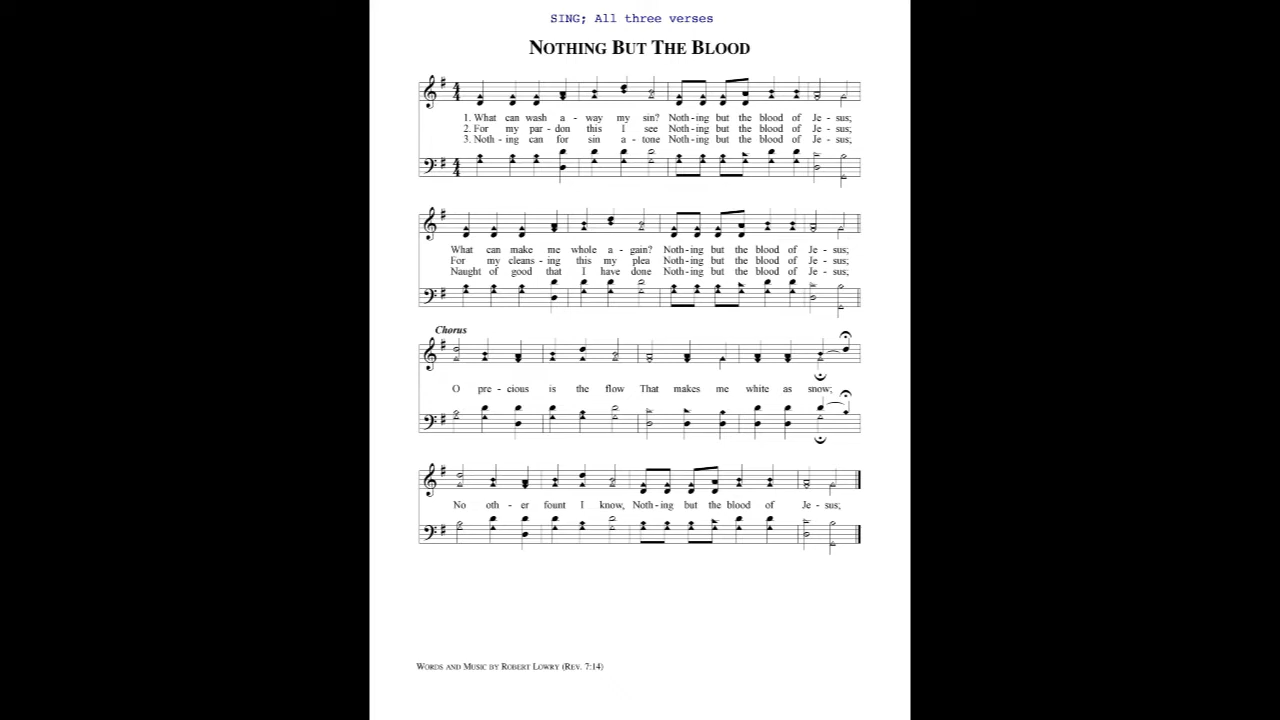 SING; All three verses
NOTHING BUT THE BLOOD
1. What can wash a - way my sin? Noth - ing but the blood of Je - sus;
2. For my par - don this I see Noth - ing but the blood of Je - sus;
3. Noth - ing can for sin a - tone Noth - ing but the blood of Je - sus;
What can make me whole a - gain? Noth - ing but the blood of Je - sus;
For my cleans - ing this my plea Noth - ing but the blood of Je - sus;
Naught of good that I have done Noth - ing but the blood of Je - sus;
Chorus
O pre - cious is the flow That makes me white as snow;
No oth - er fount I know, Noth - ing but the blood of Je - sus;
WORDS AND MUSIC BY ROBERT LOWRY (REV. 7:14)